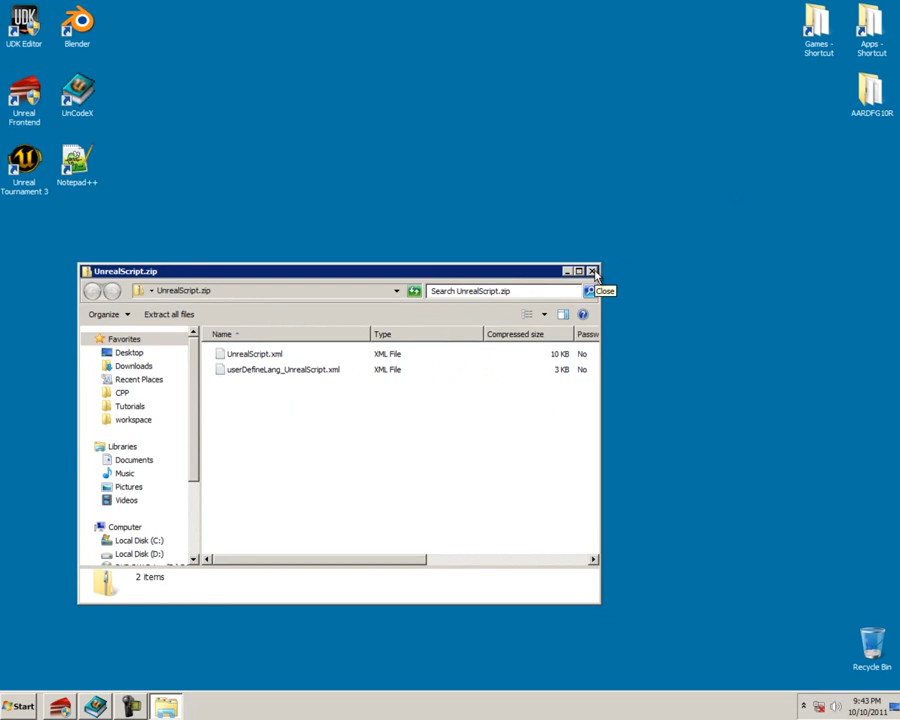 UDK Editor
Blender
Games - Shortcut
Apps - Shortcut
Unreal Frontend
UnCodeX
AARDFG10R
Unreal Tournament 3
Notepad++
UnrealScript.zip
UnrealScript.zip
Search UnrealScript.zip
Close
Organize
Extract all files
Name
Type
Compressed size
Passw
Favorites
Desktop
Downloads
Recent Places
CPP
Tutorials
workspace
Libraries
Documents
Music
Pictures
Videos
Computer
Local Disk (C:)
Local Disk (D:)
UnrealScript.xml
XML File
10 KB
No
userDefineLang_UnrealScript.xml
XML File
3 KB
No
2 items
Recycle Bin
Start
9:43 PM
10/10/2011